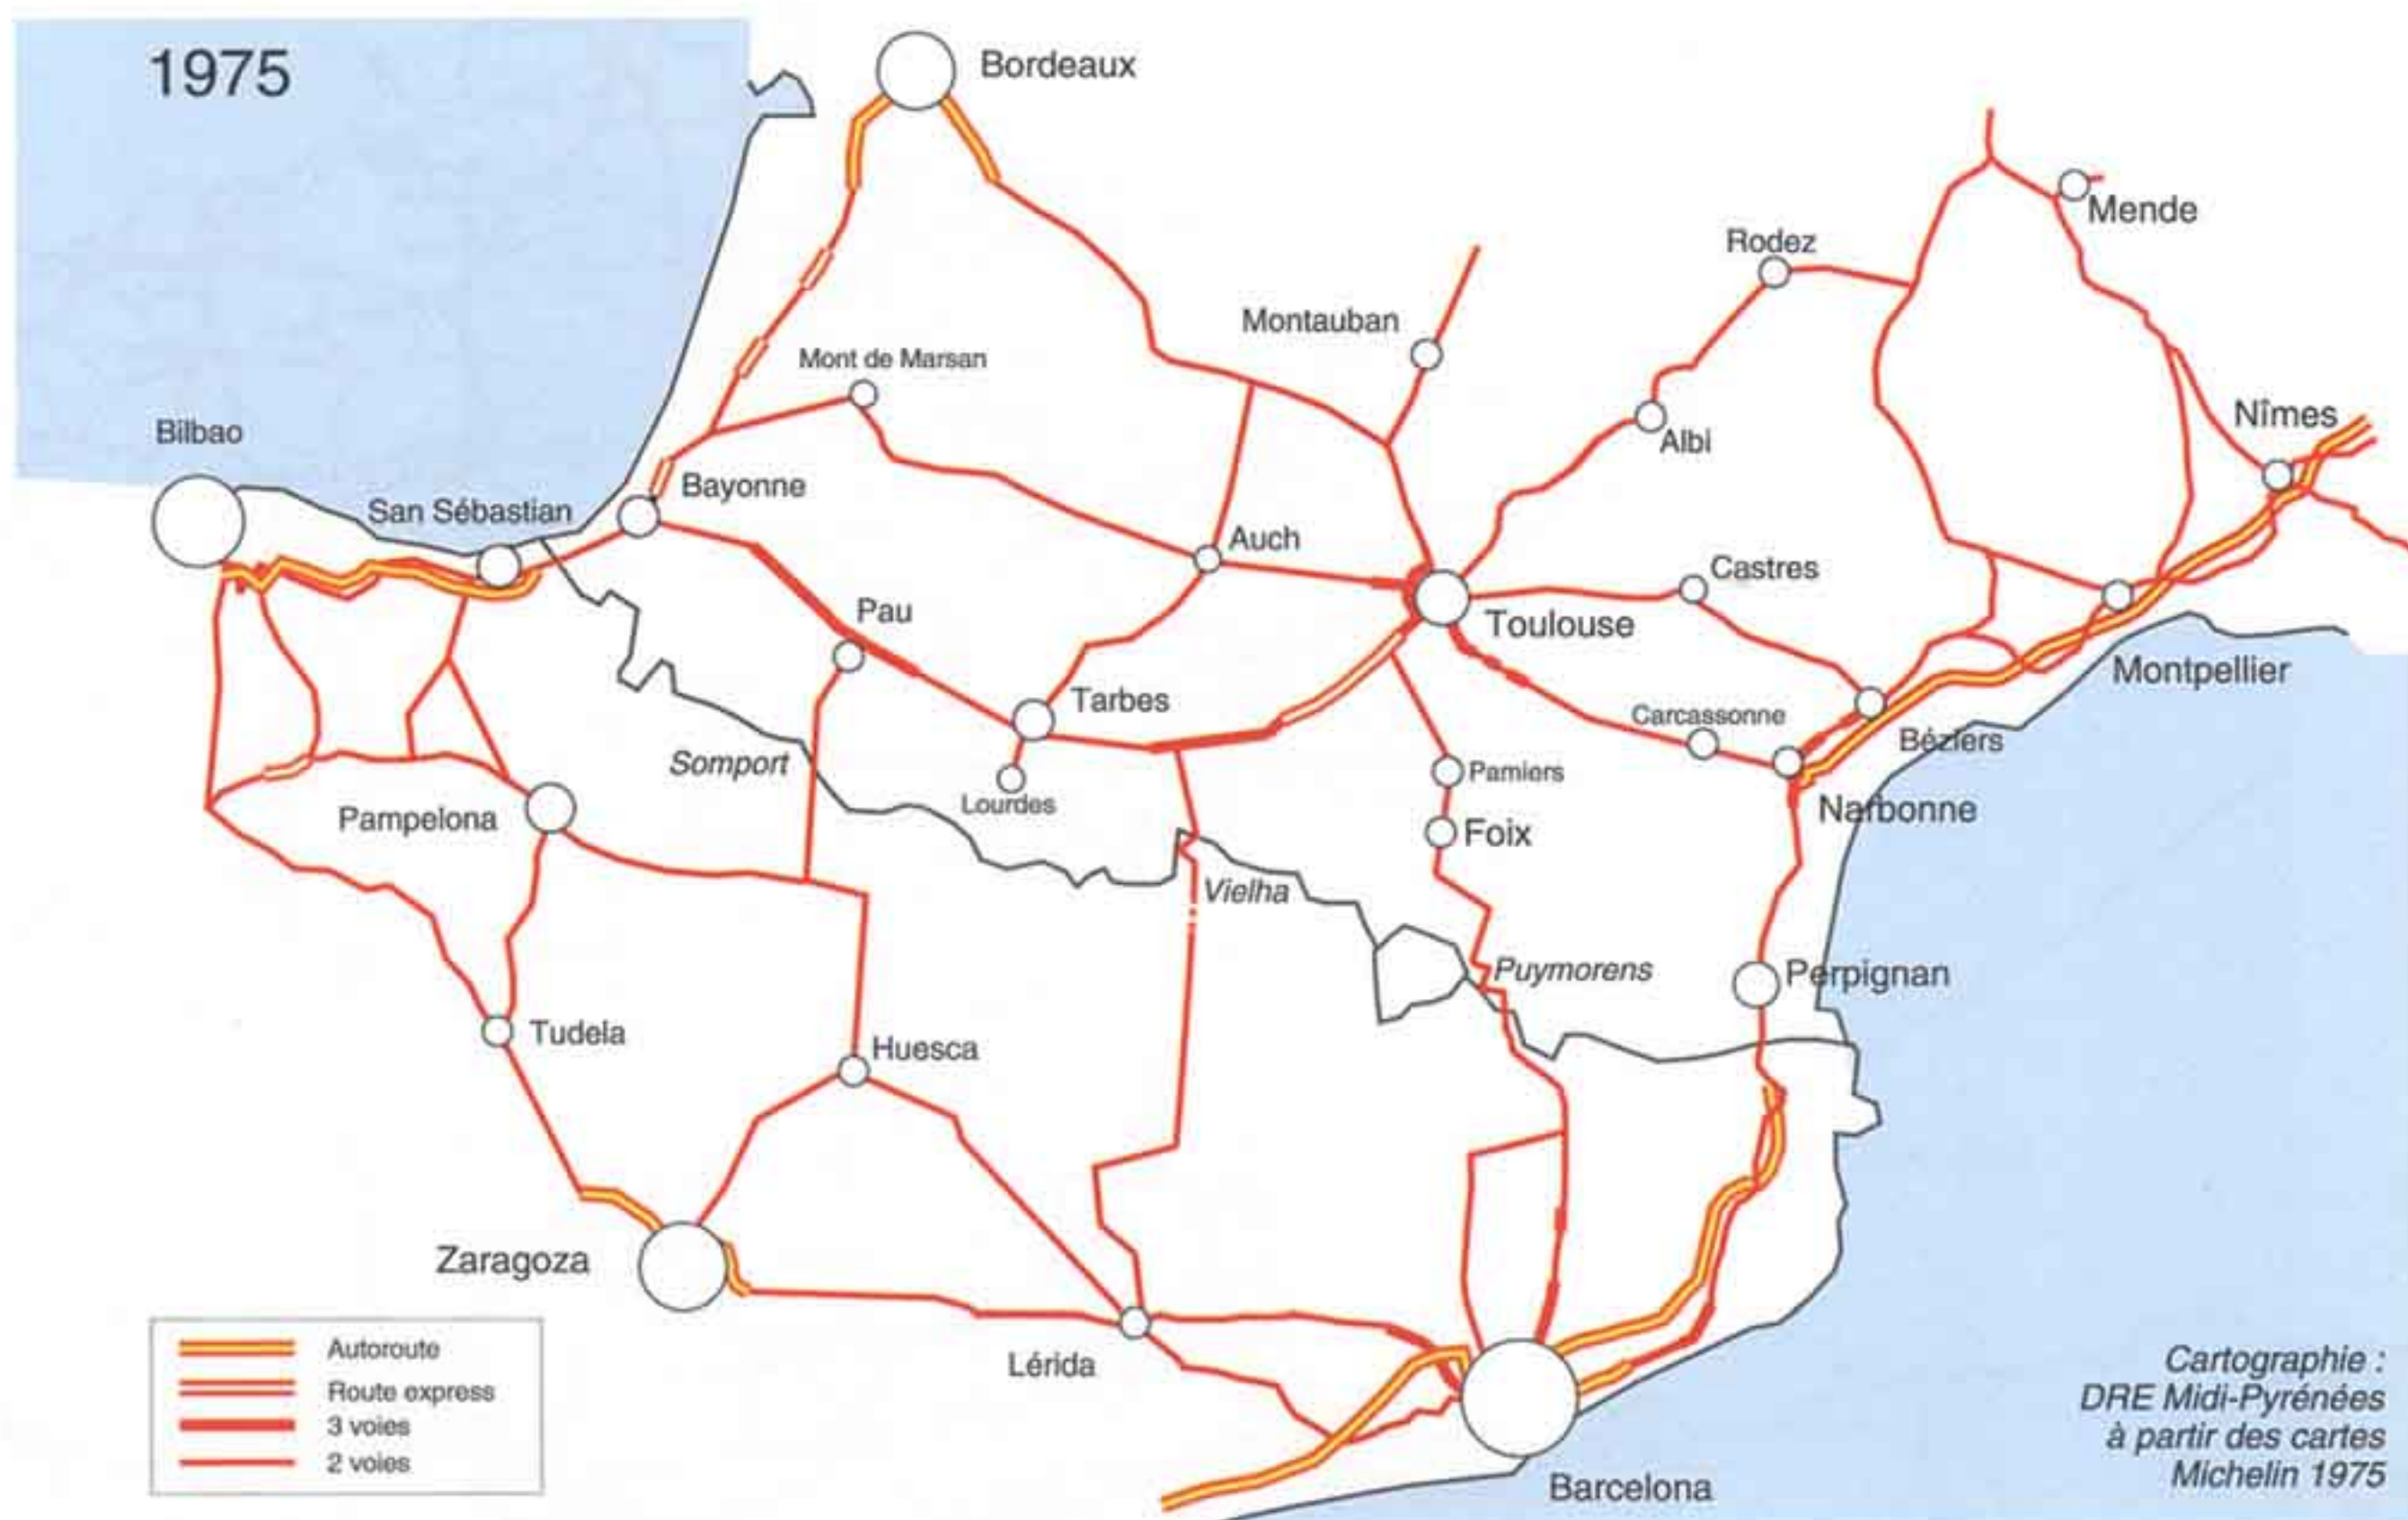 1975
Bordeaux
Mende
Rodez
Montauban
Mont de Marsan
Nîmes
Bilbao
Albi
Bayonne
San Sébastian
Auch
Castres
Pau
Toulouse
Montpellier
Tarbes
Carcassonne
Béziers
Somport
Pamiers
Lourdes
Narbonne
Pampelona
Foix
Vielha
Puymorens
Perpignan
Tudela
Huesca
Zaragoza
Lérida
Barcelona
Autoroute
Route express
3 voies
2 voies
Cartographie :
DRE Midi-Pyrénées
à partir des cartes
Michelin 1975